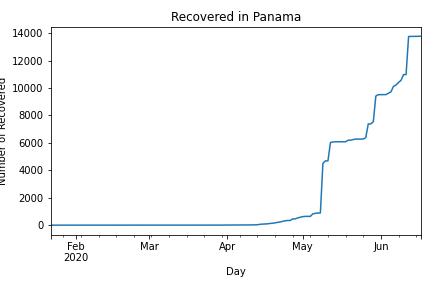 Recovered in Panama
Number of Recovered
14000
12000
10000
8000
6000
4000
2000
0
Feb
2020
Mar
Apr
May
Jun
Day